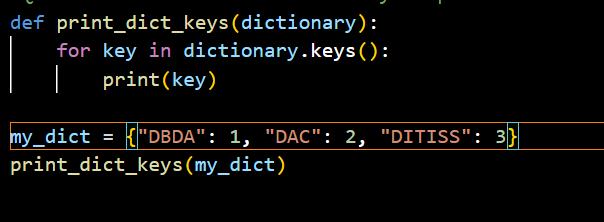 def print_dict_keys(dictionary):
    for key in dictionary.keys():
        print(key)
my_dict = {"DBDA": 1, "DAC": 2, "DITISS": 3}
print_dict_keys(my_dict)